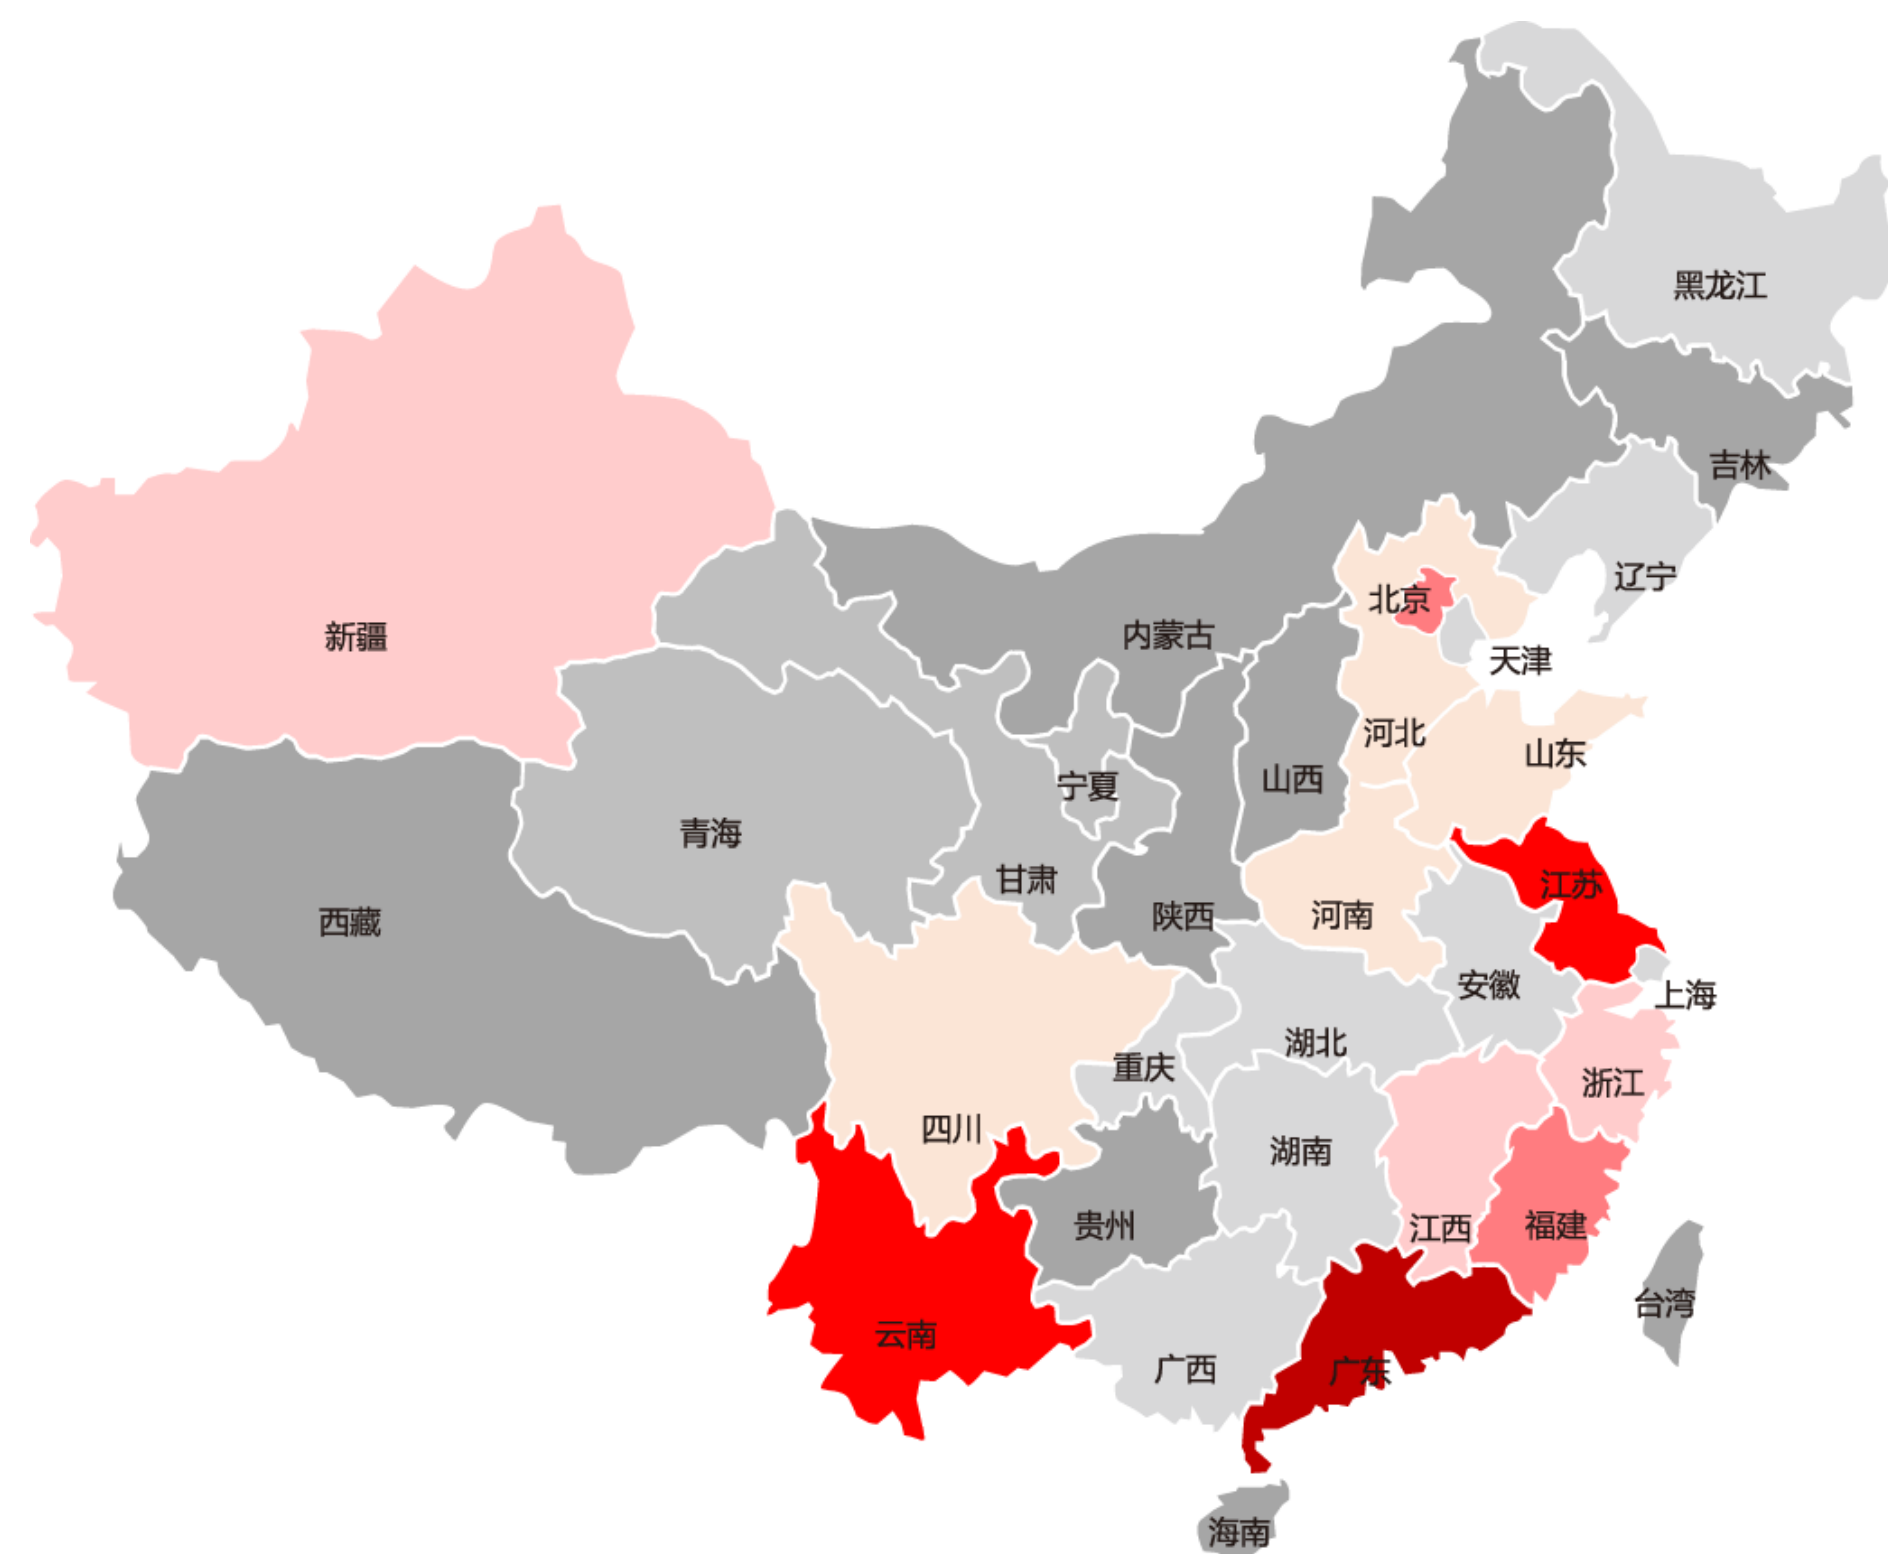 黑龙江
吉林
辽宁
北京
新疆
内蒙古
天津
河北
山东
山西
宁夏
青海
甘肃
江苏
西藏
陕西
河南
安徽
上海
湖北
重庆
浙江
四川
湖南
贵州
江西
福建
台湾
云南
广西
广东
海南